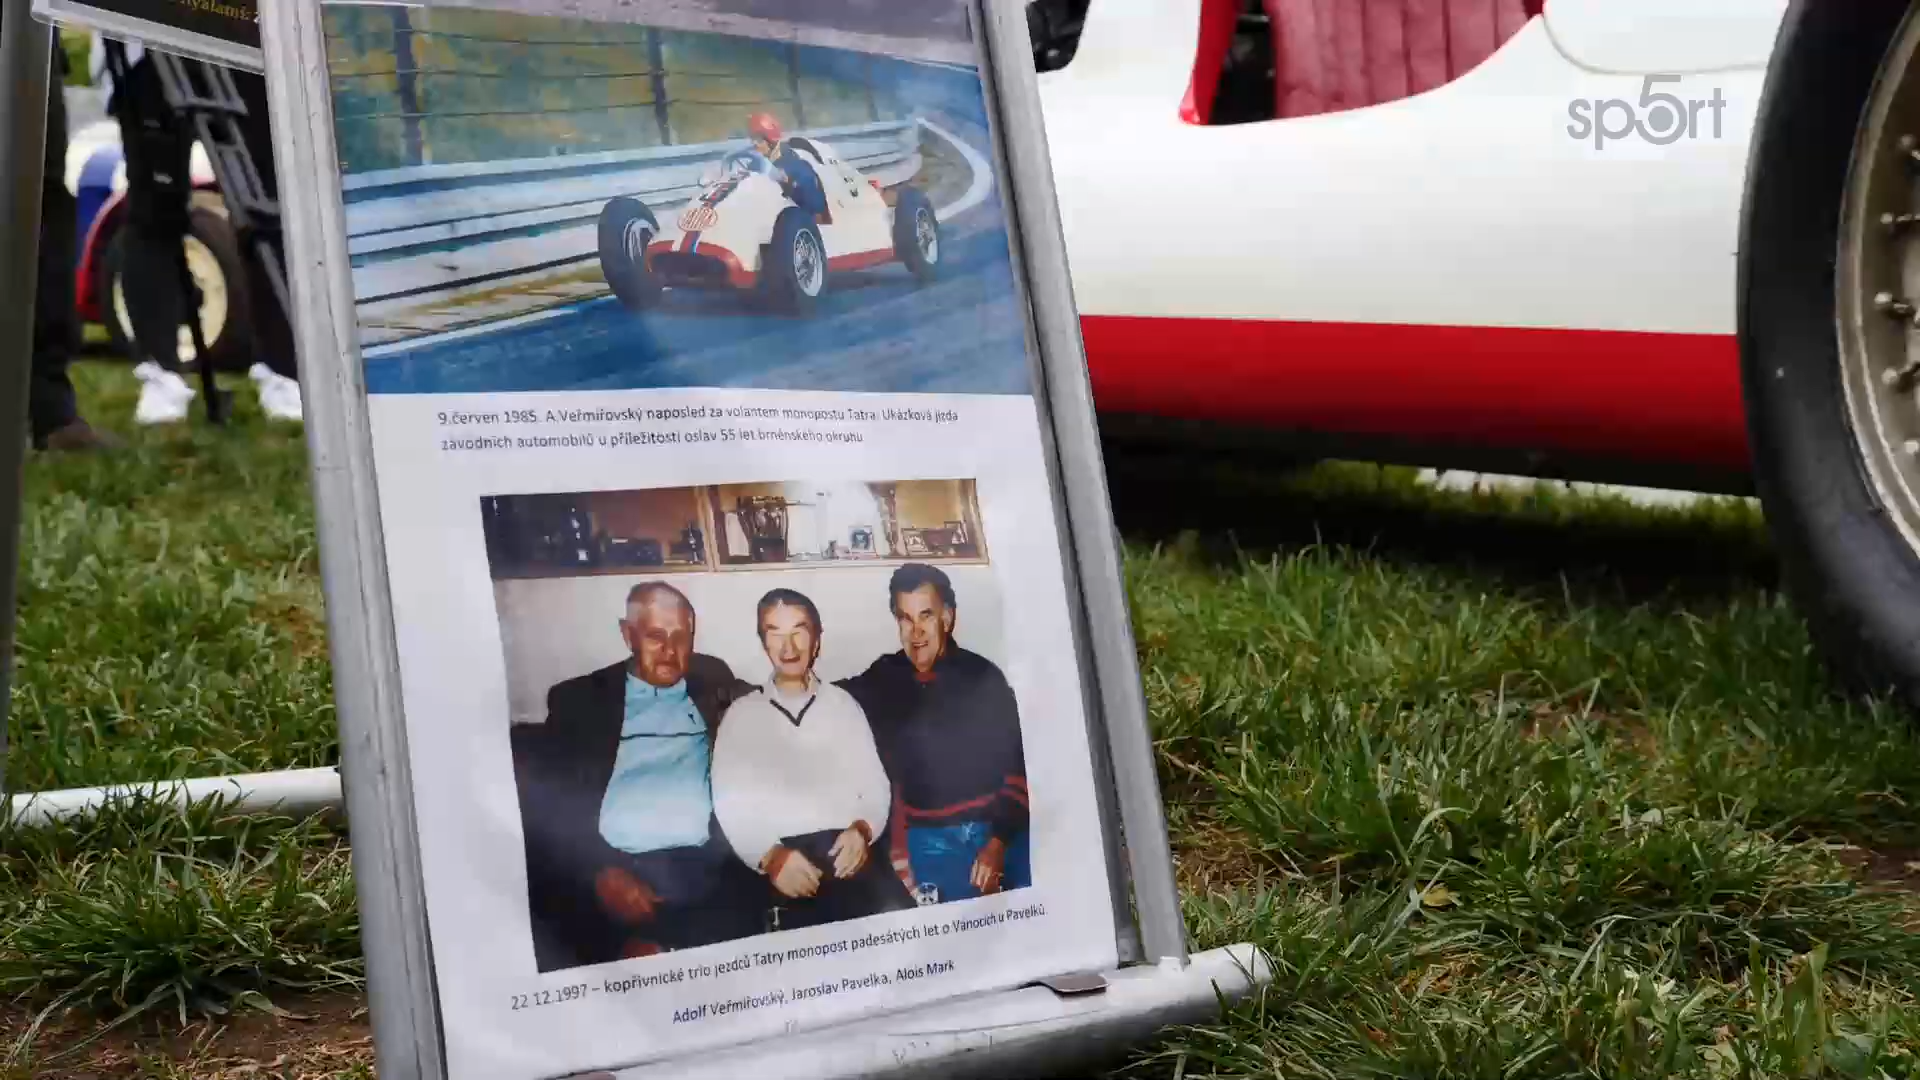 sp5rt
TATRA
9.červen 1985. A.Veřmiřovský naposled za volantem monopostu Tatra. Ukázková jízda
závodních automobilů u příležitosti oslav 55 let brněnského okruhu
22 12.1997 – kopřivnické trio jezdců Tatry monopost padesátých let o Vánocích u Pavelků.
Adolf Veřmiřovský, Jaroslav Pavelka, Alois Mark